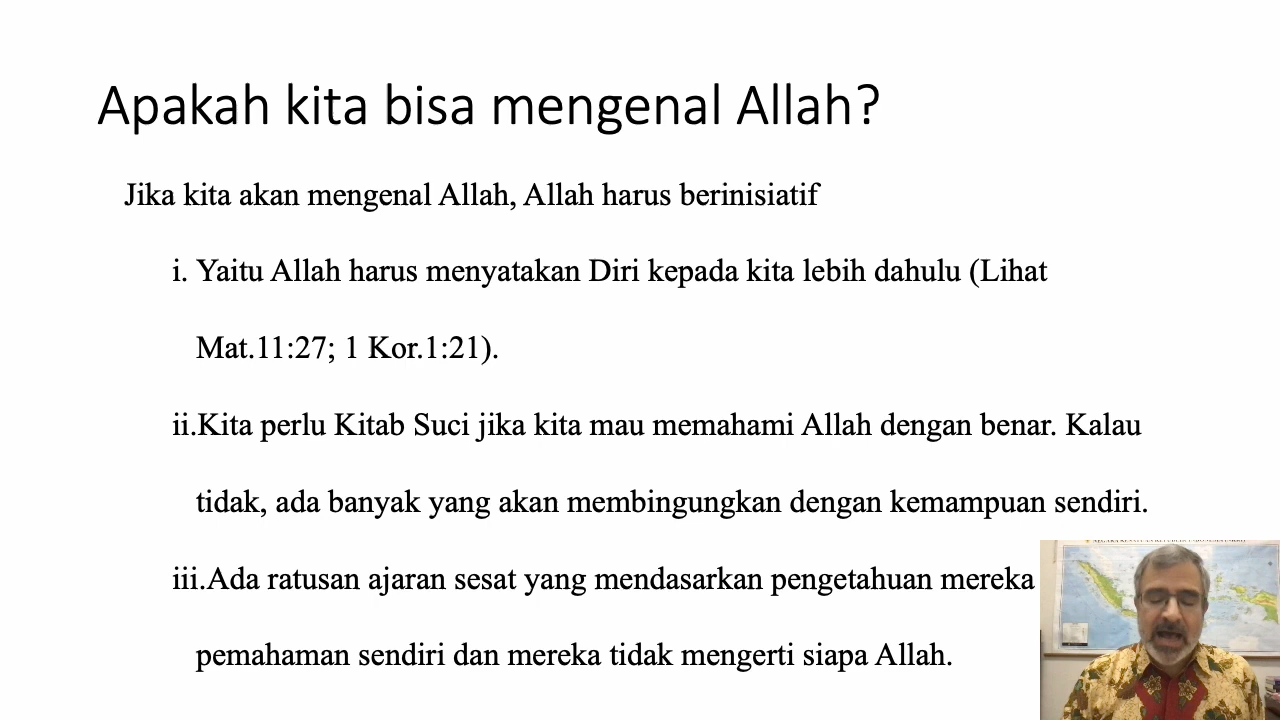 Apakah kita bisa mengenal Allah?
Jika kita akan mengenal Allah, Allah harus berinisiatif
i. Yaitu Allah harus menyatakan Diri kepada kita lebih dahulu (Lihat
Mat.11:27; 1 Kor.1:21).
ii.Kita perlu Kitab Suci jika kita mau memahami Allah dengan benar. Kalau
tidak, ada banyak yang akan membingungkan dengan kemampuan sendiri.
iii.Ada ratusan ajaran sesat yang mendasarkan pengetahuan mereka
pemahaman sendiri dan mereka tidak mengerti siapa Allah.